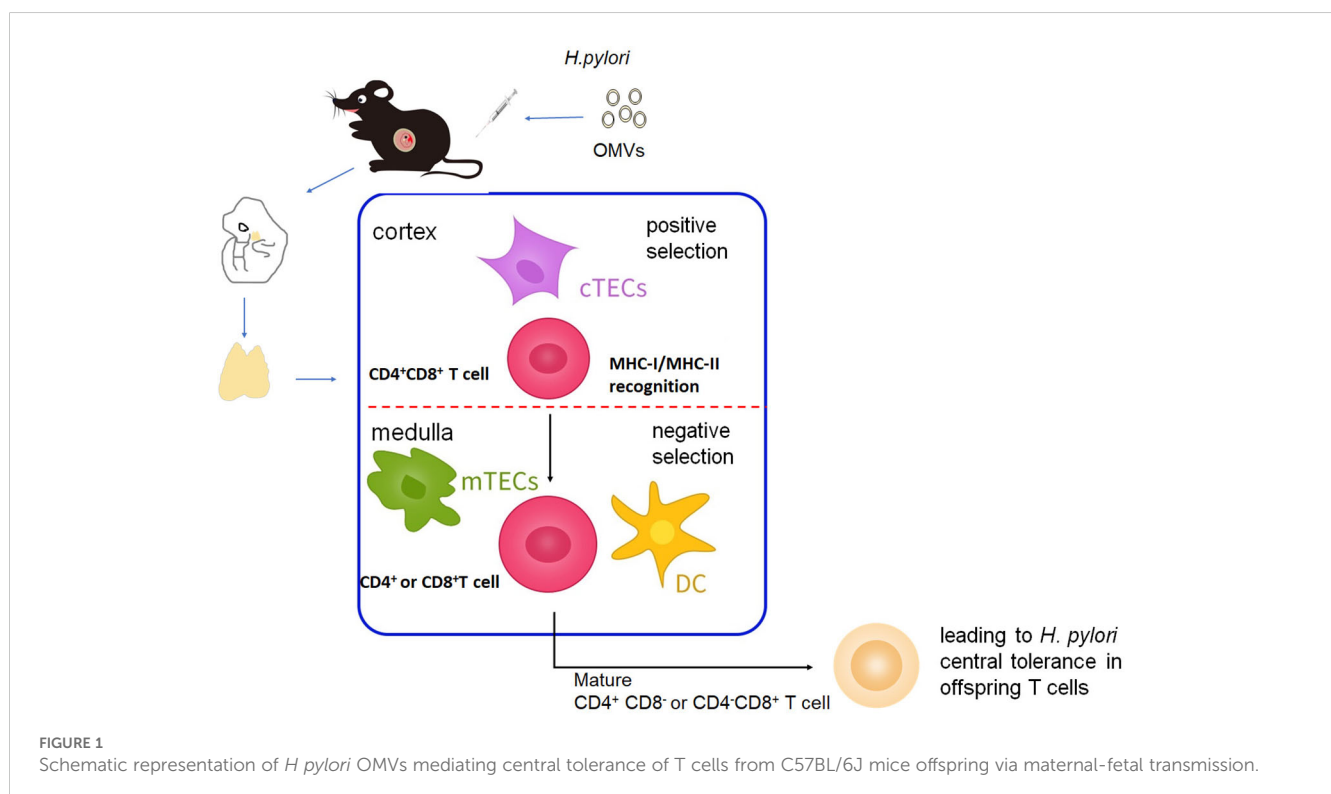 H.pylori
OMVs
cortex
positive
selection
cTECs
CD4⁺CD8⁺ T cell
MHC-I/MHC-II
recognition
medulla
negative
selection
mTECs
CD4⁺ or CD8⁺T cell
DC
Mature
CD4⁺ CD8⁻ or CD4⁻CD8⁺ T cell
leading to H. pylori
central tolerance in
offspring T cells
FIGURE 1
Schematic representation of H pylori OMVs mediating central tolerance of T cells from C57BL/6J mice offspring via maternal-fetal transmission.